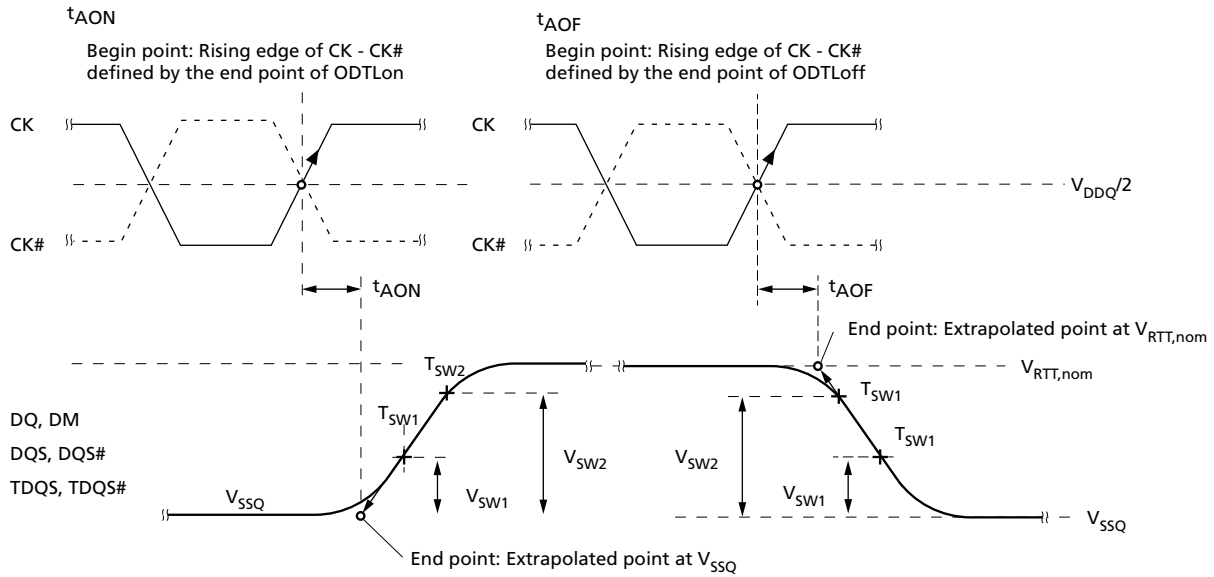 tAON
Begin point: Rising edge of CK - CK#
defined by the end point of ODTLon
tAOF
Begin point: Rising edge of CK - CK#
defined by the end point of ODTLoff
CK
CK
VDDQ/2
CK#
CK#
tAON
tAOF
End point: Extrapolated point at VRTT,nom
TSW2
VRTT,nom
TSW1
TSW1
DQ, DM
DQS, DQS#
TDQS, TDQS#
TSW1
VSW2
VSW2
VSW1
VSW1
VSSQ
VSSQ
End point: Extrapolated point at VSSQ